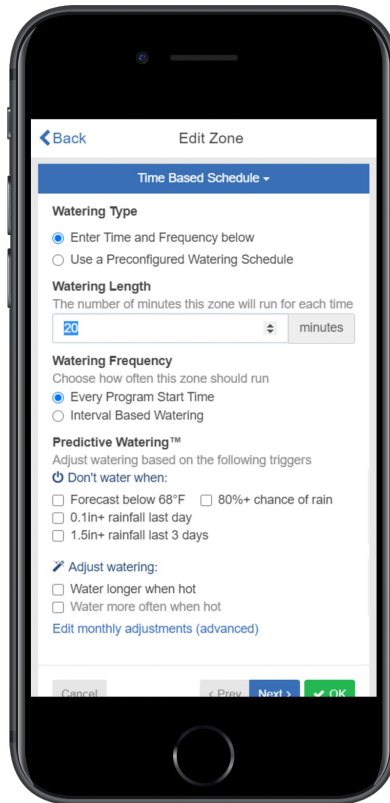 Back
Edit Zone
Time Based Schedule
Watering Type
Enter Time and Frequency below
Use a Preconfigured Watering Schedule
Watering Length
The number of minutes this zone will run for each time
20 minutes
Watering Frequency
Choose how often this zone should run
Every Program Start Time
Interval Based Watering
Predictive Watering™
Adjust watering based on the following triggers
Don't water when:
Forecast below 68°F 80%+ chance of rain
0.1in+ rainfall last day
1.5in+ rainfall last 3 days
Adjust watering:
Water longer when hot
Water more often when hot
Edit monthly adjustments (advanced)
Cancel < Prev Next > OK